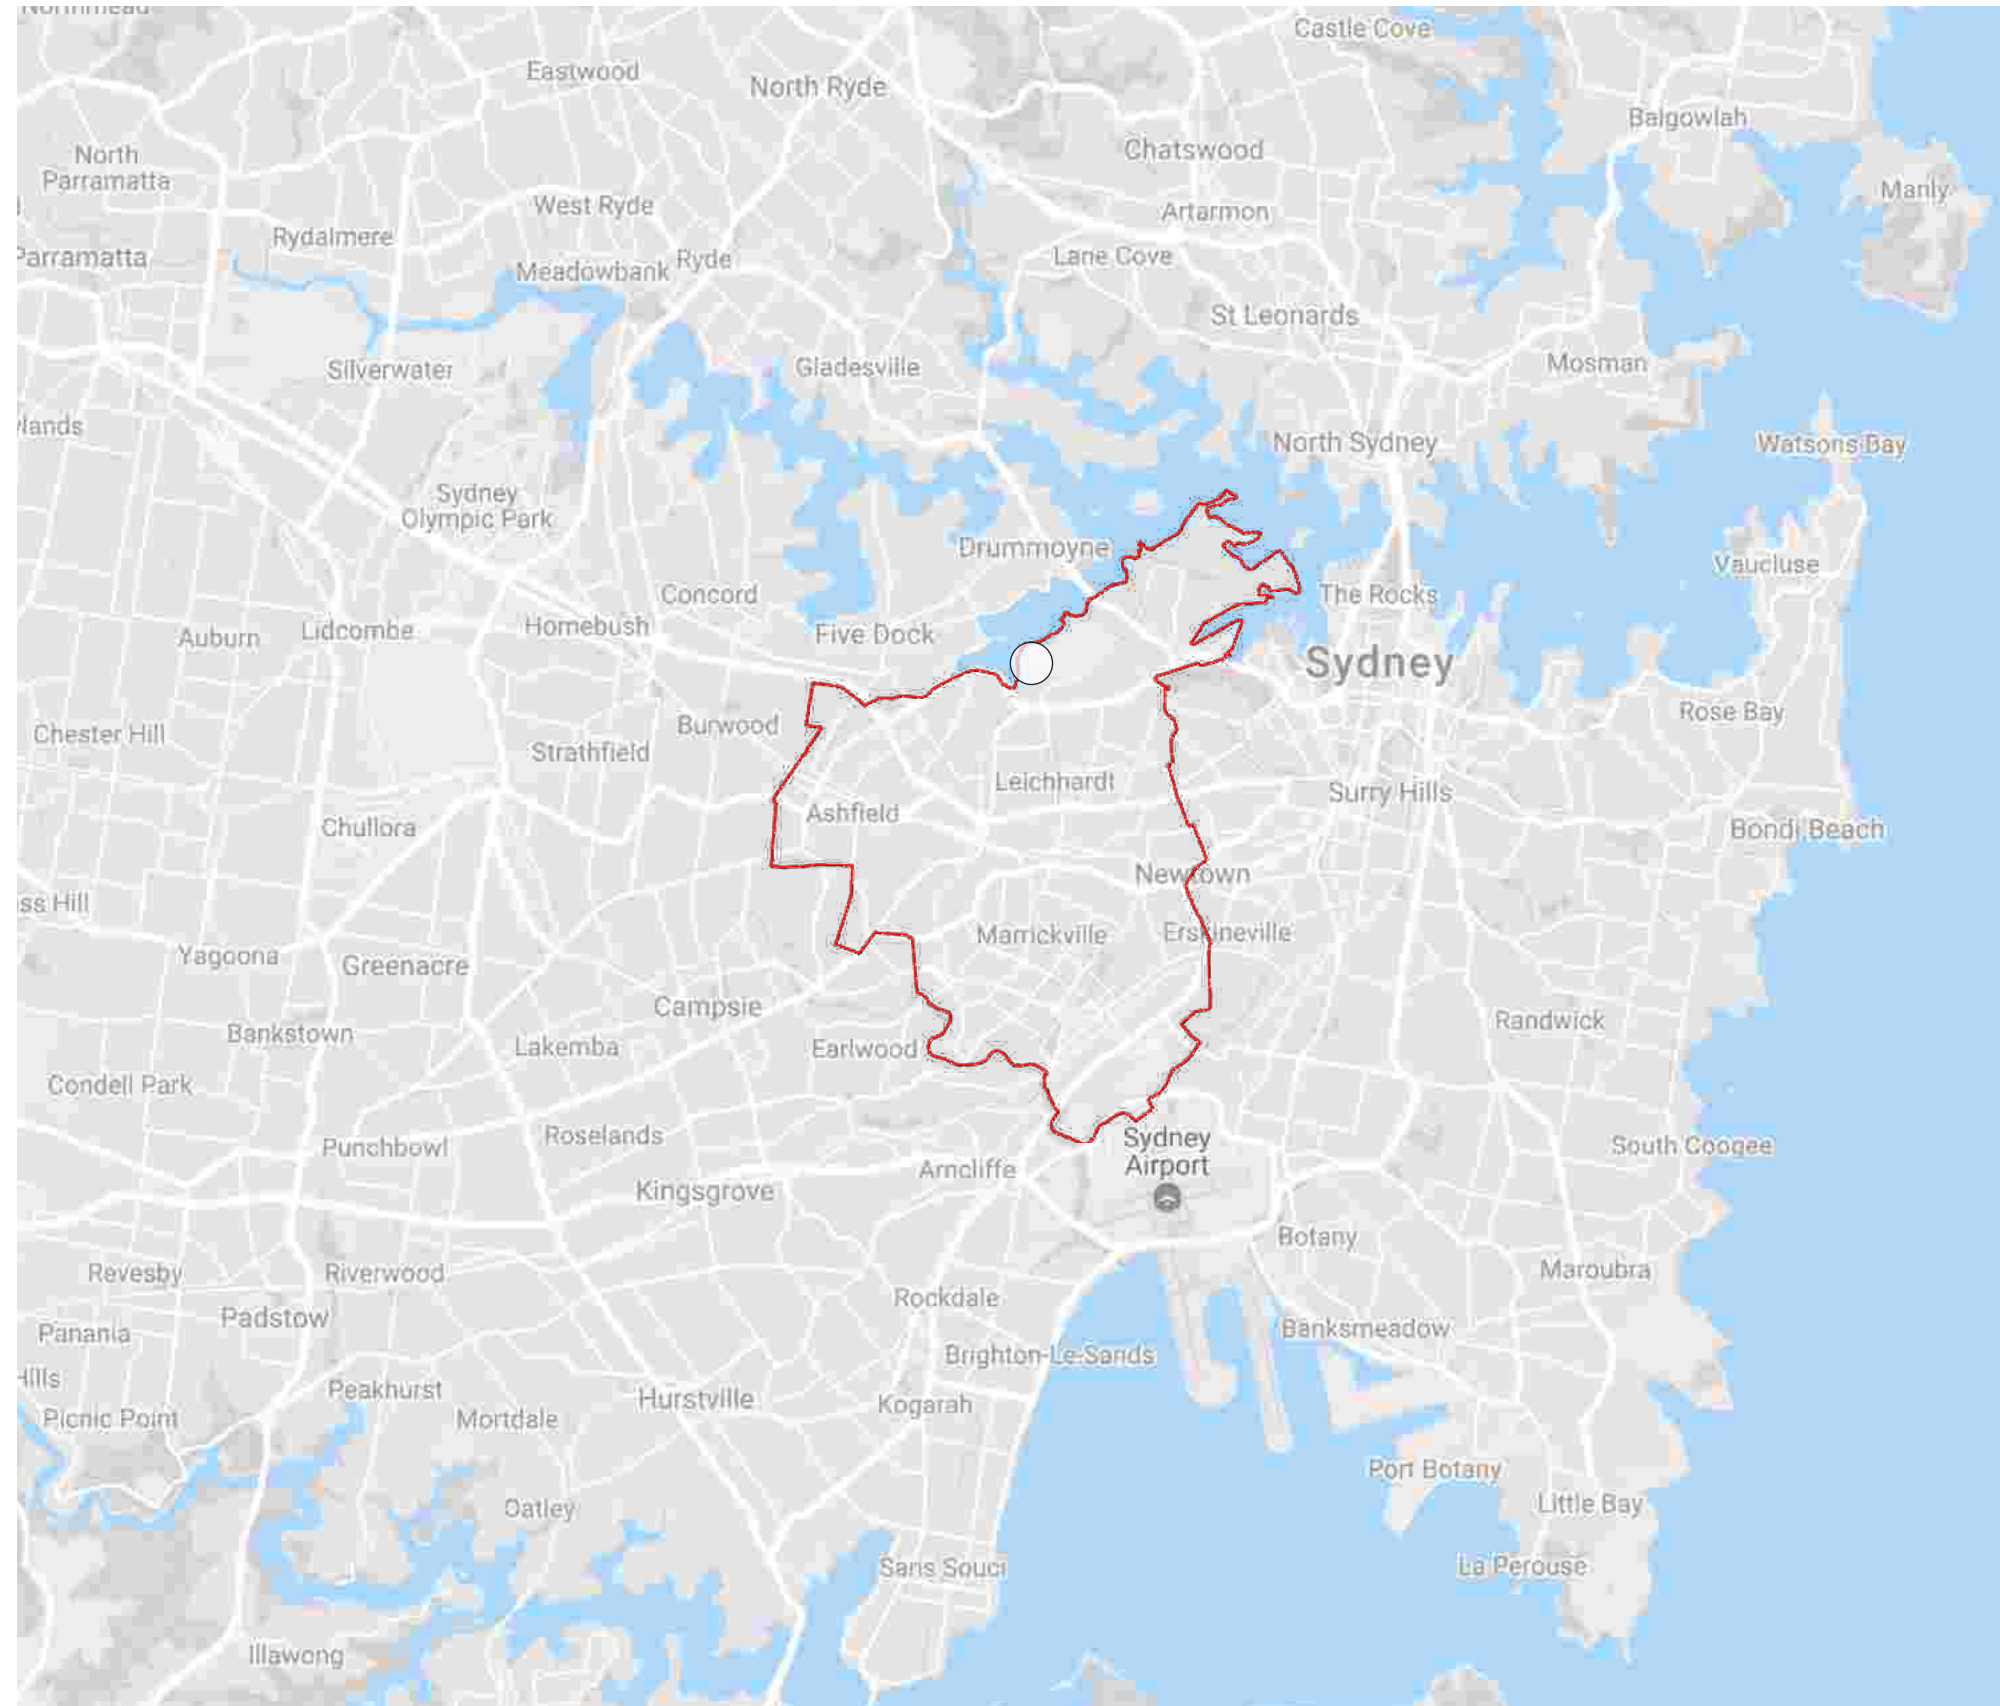 Northmead
Castle Cove
Eastwood
North Ryde
Balgowlah
Chatswood
North
Parramatta
Manly
West Ryde
Artarmon
Rydalmere
Parramatta
Lane Cove
Ryde
Meadowbank
St Leonards
Mosman
Gladesville
Silverwater
ylands
North Sydney
Watsons Bay
Sydney
Olympic Park
Drummoyne
Vaucluse
Concord
The Rocks
Homebush
Lidcombe
Auburn
Five Dock
Sydney
Rose Bay
Burwood
Chester Hill
Strathfield
Leichhardt
Surry Hills
Ashfield
Chullora
Bondi Beach
Newtown
ss Hill
Erskineville
Marrickville
Yagoona
Greenacre
Campsie
Randwick
Bankstown
Lakemba
Earlwood
Condell Park
Roselands
Punchbowl
Sydney
Airport
South Coogee
Arncliffe
Kingsgrove
Botany
Maroubra
Revesby
Riverwood
Rockdale
Padstow
Panania
Banksmeadow
Brighton-Le-Sands
Hills
Peakhurst
Hurstville
Kogarah
Picnic Point
Mortdale
Port Botany
Little Bay
Oatley
La Perouse
Sans Souci
Illawong